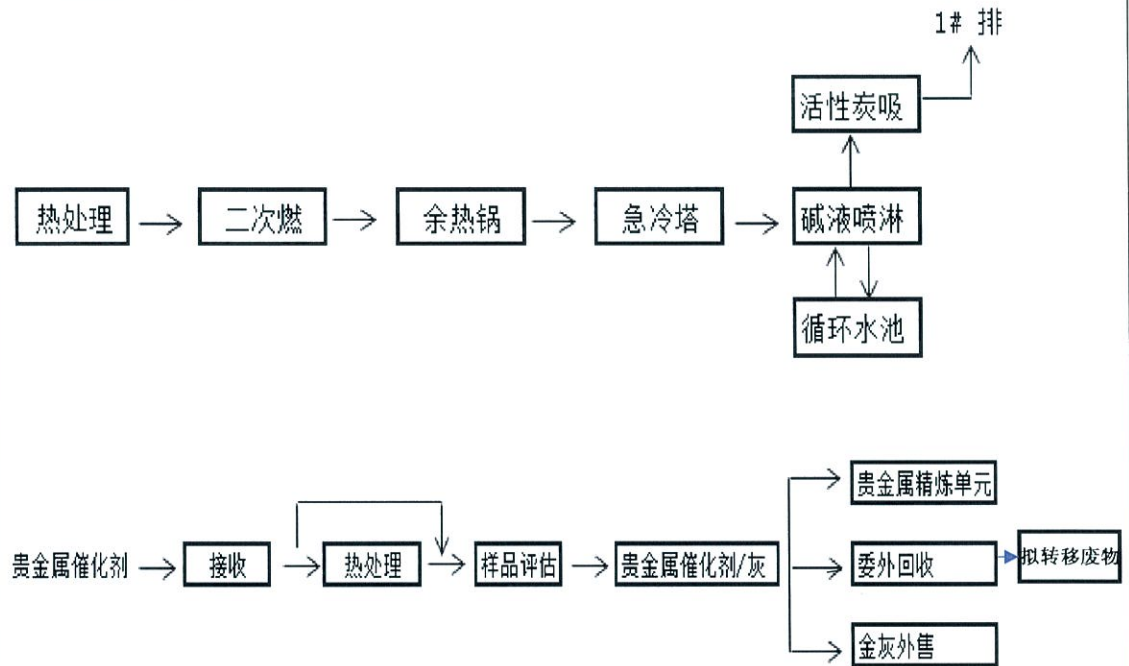 1# 排
活性炭吸
热处理
二次燃
余热锅
急冷塔
碱液喷淋
循环水池
贵金属精炼单元
贵金属催化剂
接收
热处理
样品评估
贵金属催化剂/灰
委外回收
拟转移废物
金灰外售